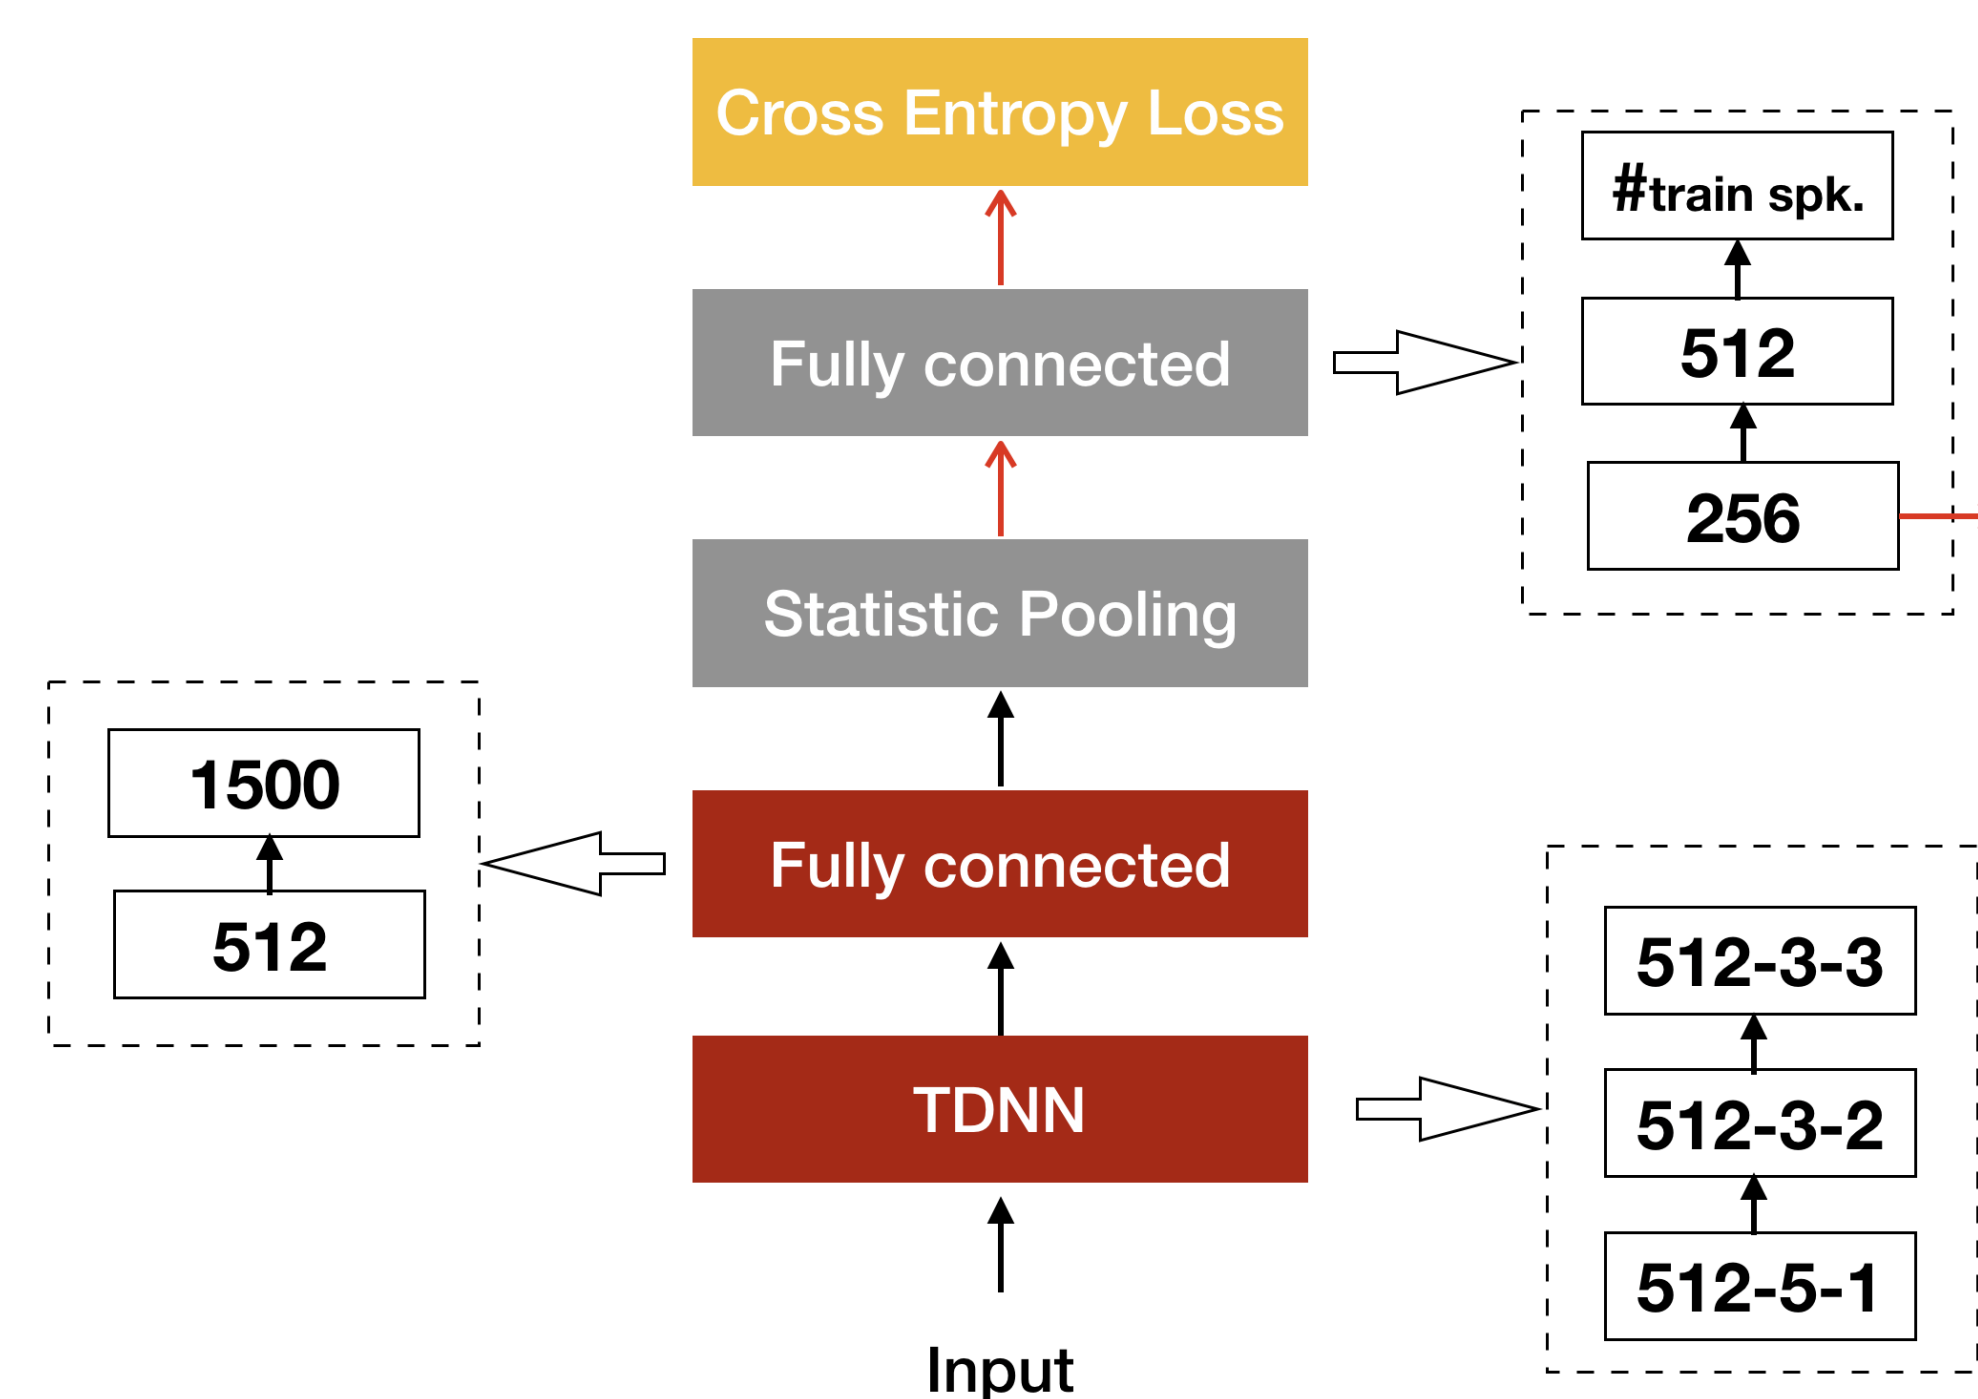 Cross Entropy Loss
#train spk.
Fully connected
512
256
Statistic Pooling
1500
Fully connected
512
512-3-3
TDNN
512-3-2
512-5-1
Input